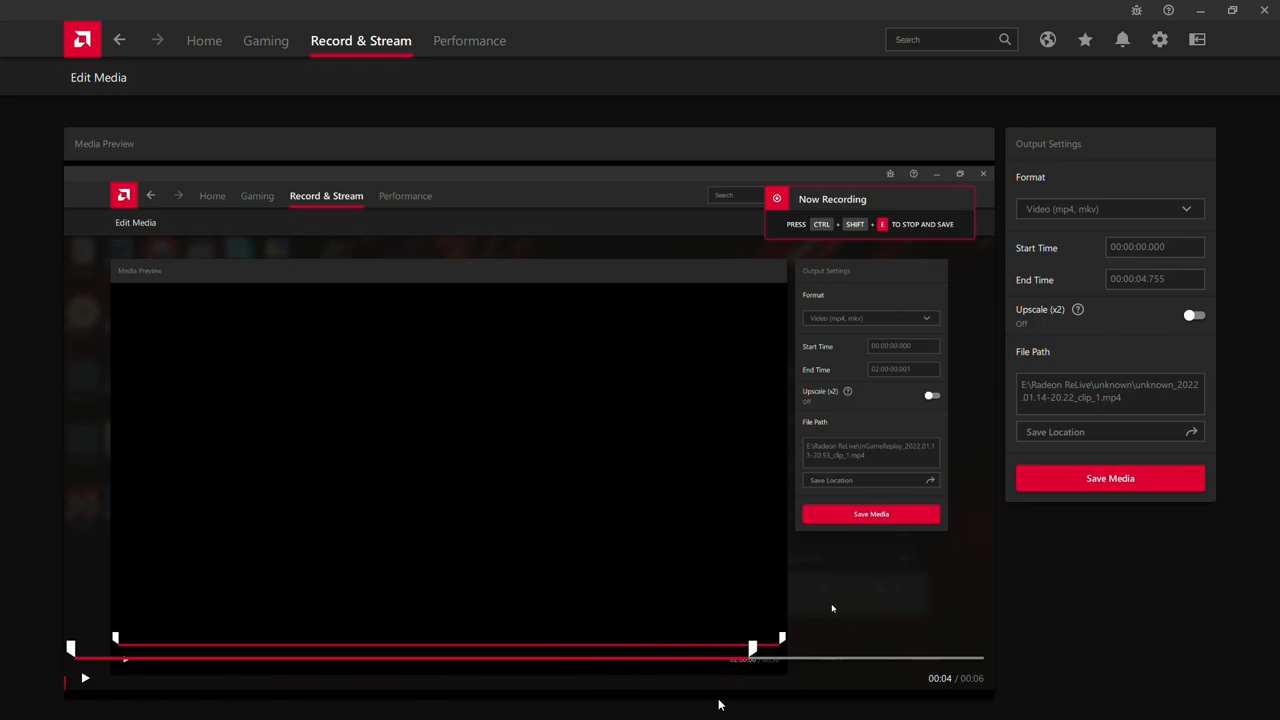 Home Gaming Record & Stream Performance Search
Edit Media
Media Preview
Home Gaming Record & Stream Performance Search
Edit Media
Now Recording
PRESS CTRL + SHIFT + E TO STOP AND SAVE
Media Preview
Output Settings
Format
Video (mp4, mkv)
Start Time 00:00:00.000
End Time 02:00:00.001
Upscale (x2)
Off
File Path
E:\Radeon ReLive\InGameReplay_2022.01.1
3-20.53_clip_1.mp4
Save Location
Save Media
00:04 / 00:06
Output Settings
Format
Video (mp4, mkv)
Start Time 00:00:00.000
End Time 00:00:04.755
Upscale (x2)
Off
File Path
E:\Radeon ReLive\unknown\unknown_2022
.01.14-20.22_clip_1.mp4
Save Location
Save Media